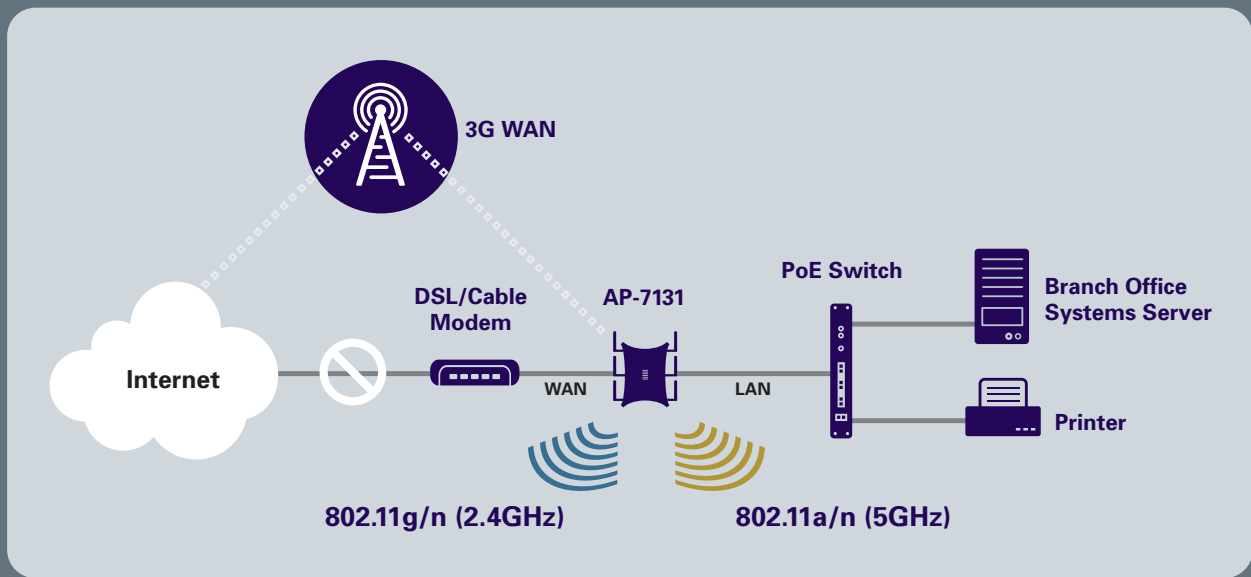 3G WAN
PoE Switch
DSL/Cable
Modem
AP-7131
Branch Office
Systems Server
Internet
WAN
LAN
Printer
802.11g/n (2.4GHz)
802.11a/n (5GHz)